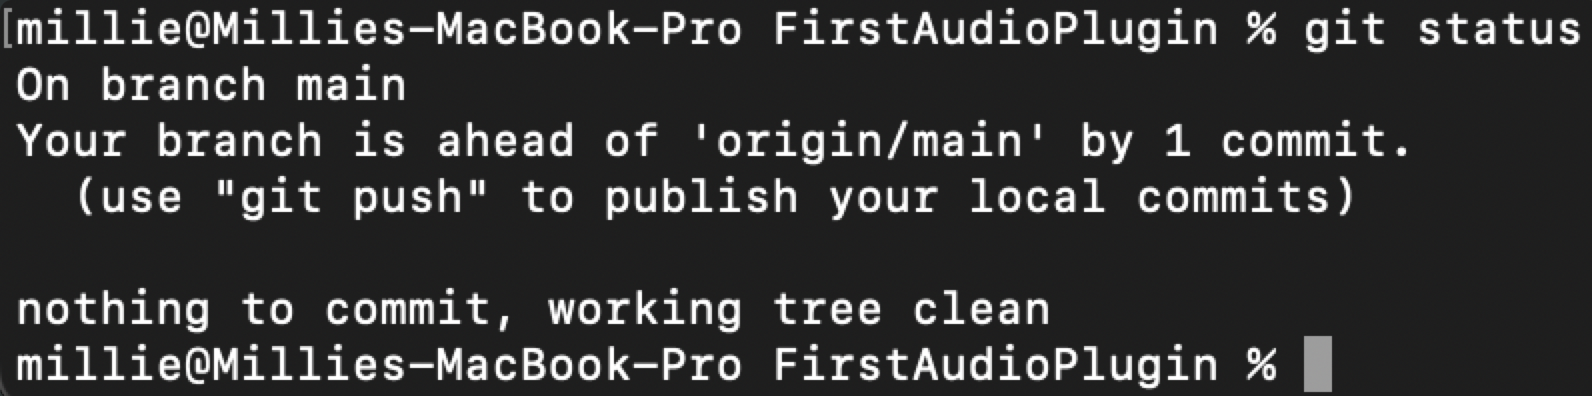 [millie@Millies-MacBook-Pro FirstAudioPlugin % git status
On branch main
Your branch is ahead of 'origin/main' by 1 commit.
  (use "git push" to publish your local commits)

nothing to commit, working tree clean
millie@Millies-MacBook-Pro FirstAudioPlugin %